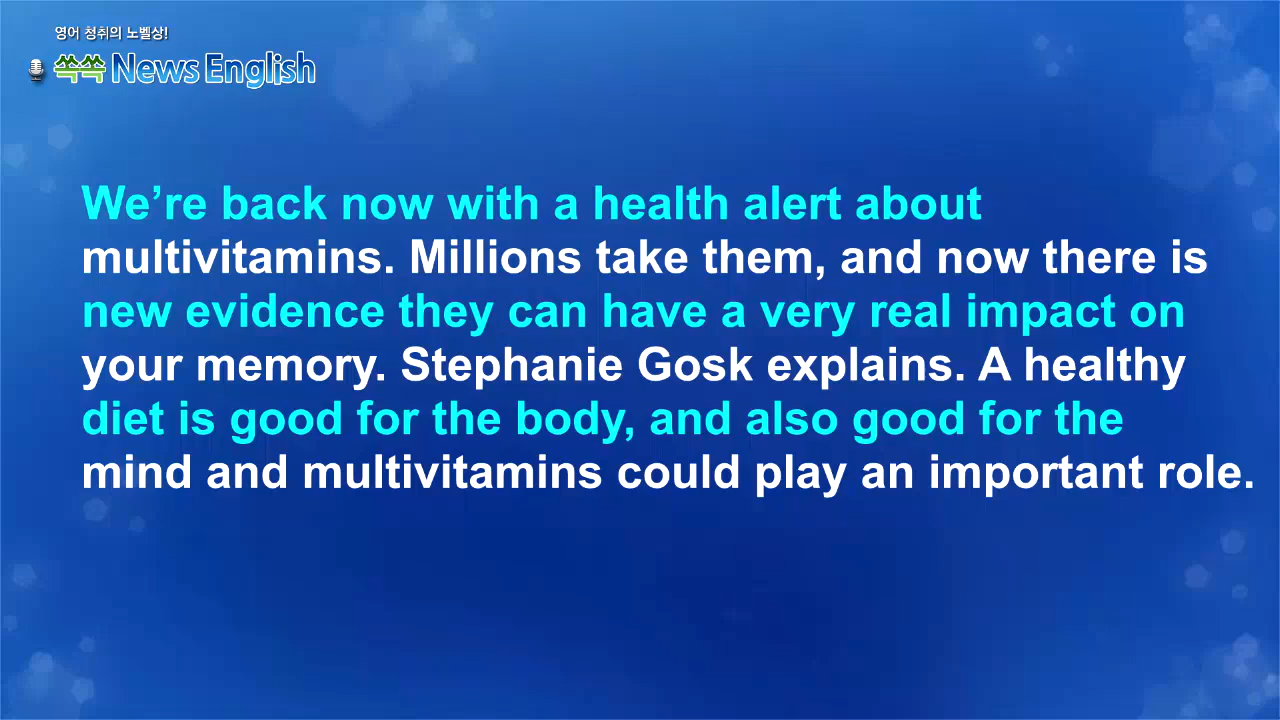 영어 청취의 노벨상!
쏙쏙 News English
We’re back now with a health alert about
multivitamins. Millions take them, and now there is
new evidence they can have a very real impact on
your memory. Stephanie Gosk explains. A healthy
diet is good for the body, and also good for the
mind and multivitamins could play an important role.